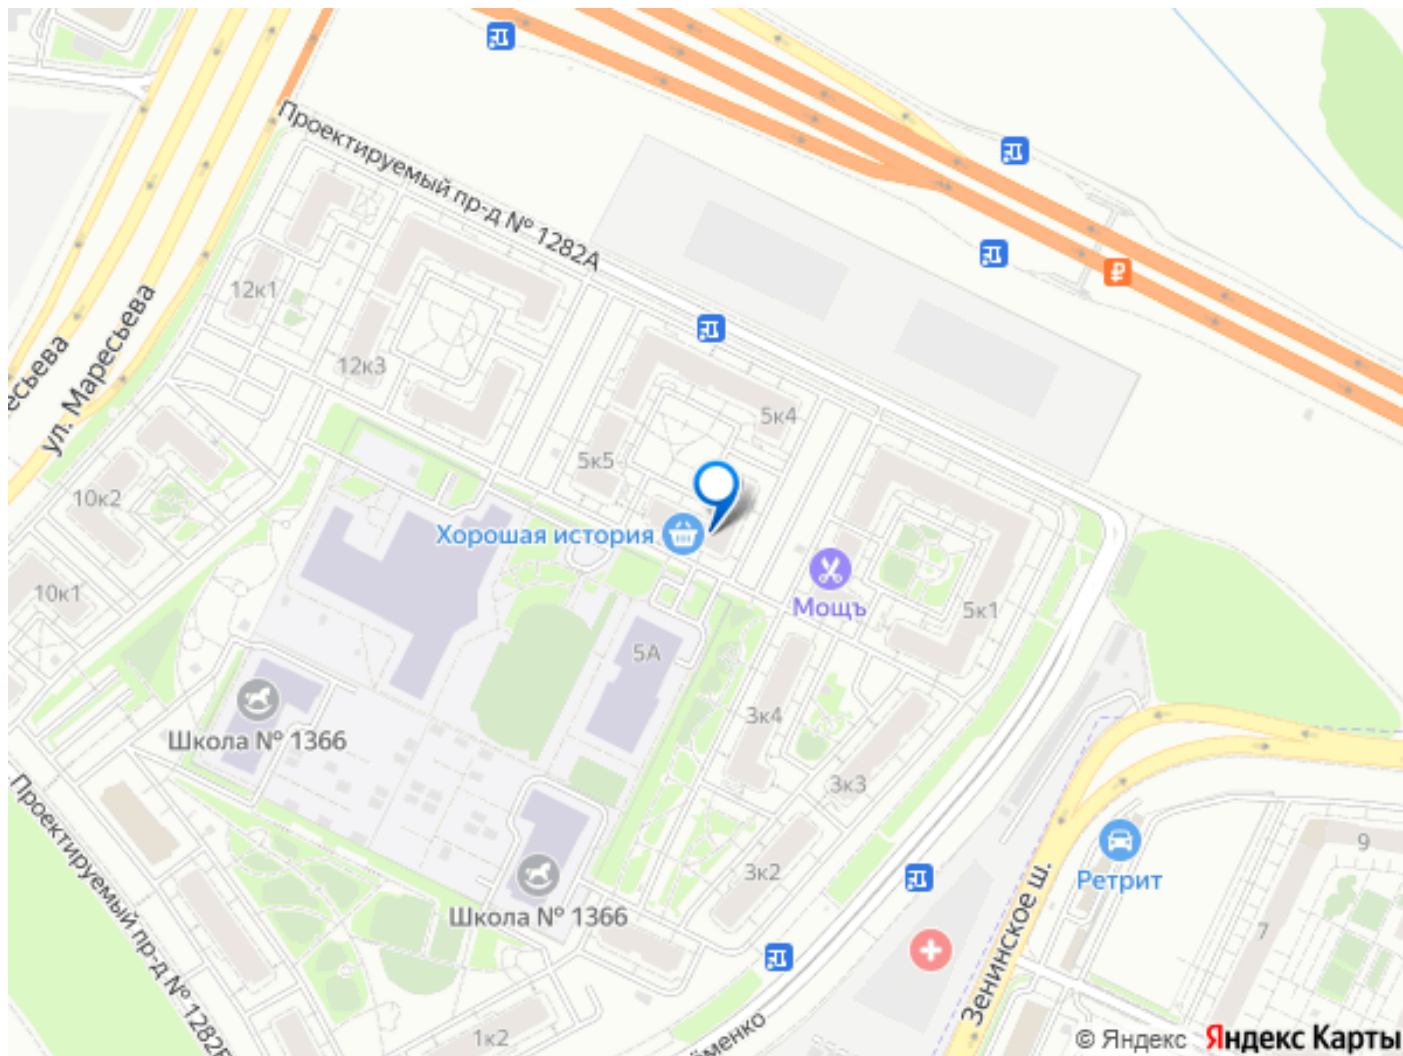 Проектируемый пр-д № 1282А
12к1
ул. Маресьева
12к3
5к4
5к5
10к2
Хорошая история
Мощъ
10к1
5к1
5А
3к4
Школа № 1366
3к3
9
3к2
Ретрит
Школа № 1366
Проектируемый пр-д № 1282
7
Зенинское ш.
1к2
© Яндекс Яндекс Карты